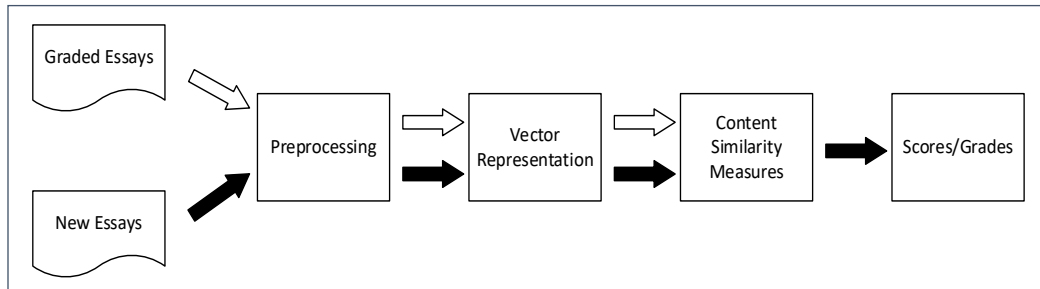 Graded Essays
New Essays
Preprocessing
Vector
Representation
Content
Similarity
Measures
Scores/Grades